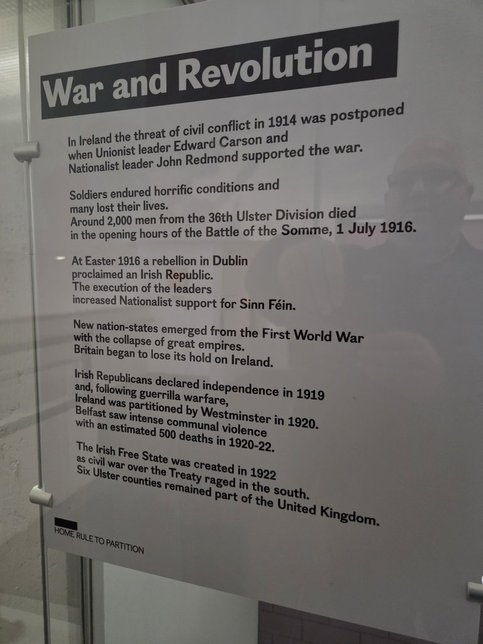 War and Revolution
In Ireland the threat of civil conflict in 1914 was postponed
when Unionist leader Edward Carson and
Nationalist leader John Redmond supported the war.
Soldiers endured horrific conditions and
many lost their lives.
Around 2,000 men from the 36th Ulster Division died
in the opening hours of the Battle of the Somme, 1 July 1916.
At Easter 1916 a rebellion in Dublin
proclaimed an Irish Republic.
The execution of the leaders
increased Nationalist support for Sinn Féin.
New nation-states emerged from the First World War
with the collapse of great empires.
Britain began to lose its hold on Ireland.
Irish Republicans declared independence in 1919
and, following guerrilla warfare,
Ireland was partitioned by Westminster in 1920.
Belfast saw intense communal violence
with an estimated 500 deaths in 1920-22.
The Irish Free State was created in 1922
as civil war over the Treaty raged in the south.
Six Ulster counties remained part of the United Kingdom.
HOME RULE TO PARTITION